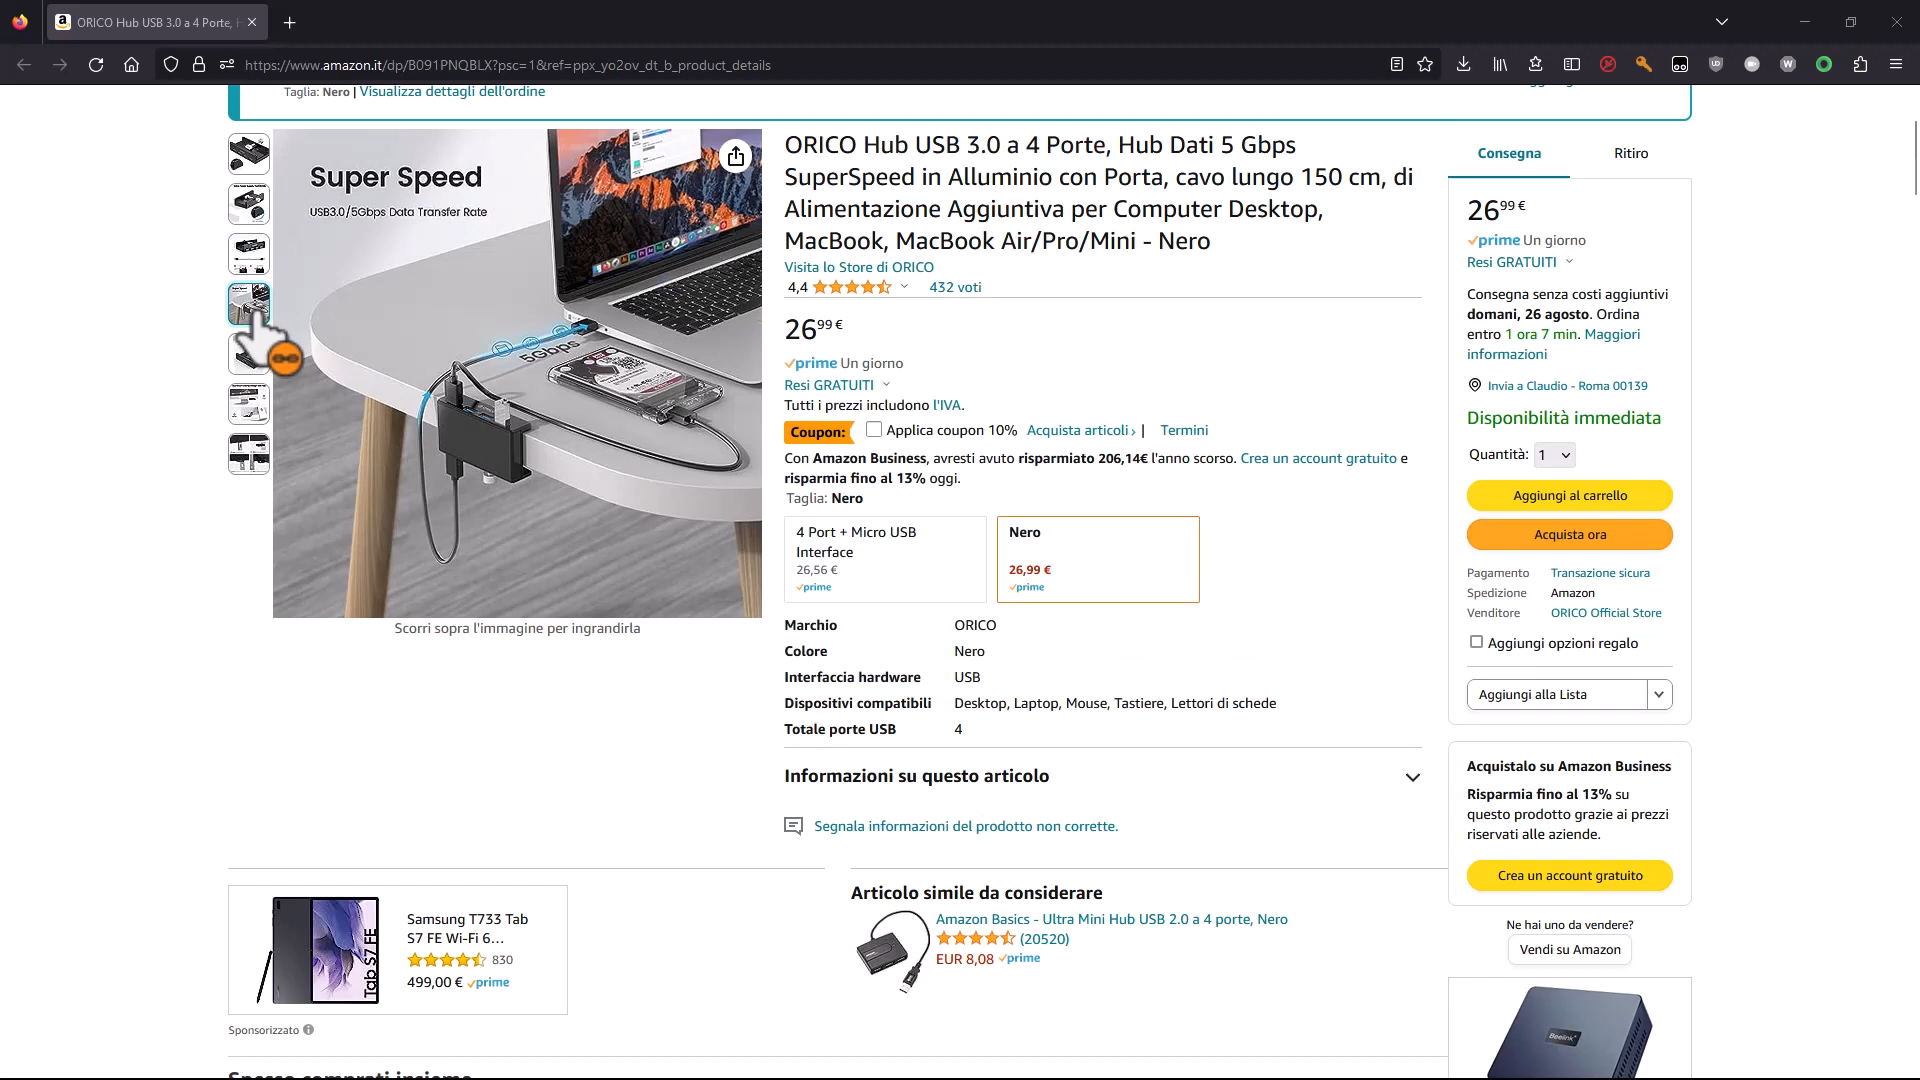 ORICO Hub USB 3.0 a 4 Porte, H
https://www.amazon.it/dp/B091PNQBLX?psc=1&ref=ppx_yo2ov_dt_b_product_details
Taglia: Nero | Visualizza dettagli dell'ordine
Super Speed
USB3.0/5Gbps Data Transfer Rate
5Gbps
Scorri sopra l'immagine per ingrandirla
ORICO Hub USB 3.0 a 4 Porte, Hub Dati 5 Gbps
SuperSpeed in Alluminio con Porta, cavo lungo 150 cm, di
Alimentazione Aggiuntiva per Computer Desktop,
MacBook, MacBook Air/Pro/Mini - Nero
Visita lo Store di ORICO
4,4
432 voti
26 99 €
prime Un giorno
Resi GRATUITI
Tutti i prezzi includono l'IVA.
Coupon: Applica coupon 10% Acquista articoli › | Termini
Con Amazon Business, avresti avuto risparmiato 206,14€ l'anno scorso. Crea un account gratuito e
risparmia fino al 13% oggi.
Taglia: Nero
4 Port + Micro USB
Interface
26,56 €
prime
Nero
26,99 €
prime
Marchio ORICO
Colore Nero
Interfaccia hardware USB
Dispositivi compatibili Desktop, Laptop, Mouse, Tastiere, Lettori di schede
Totale porte USB 4
Informazioni su questo articolo
Segnala informazioni del prodotto non corrette.
Consegna
Ritiro
26 99 €
prime Un giorno
Resi GRATUITI
Consegna senza costi aggiuntivi
domani, 26 agosto. Ordina
entro 1 ora 7 min. Maggiori
informazioni
Invia a Claudio - Roma 00139
Disponibilità immediata
Quantità: 1
Aggiungi al carrello
Acquista ora
Pagamento Transazione sicura
Spedizione Amazon
Venditore ORICO Official Store
Aggiungi opzioni regalo
Aggiungi alla Lista
Acquistalo su Amazon Business
Risparmia fino al 13% su
questo prodotto grazie ai prezzi
riservati alle aziende.
Crea un account gratuito
Ne hai uno da vendere?
Vendi su Amazon
Beelink
Samsung T733 Tab
S7 FE Wi-Fi 6...
830
499,00 € prime
Tab S7 FE
Sponsorizzato
Articolo simile da considerare
Amazon Basics - Ultra Mini Hub USB 2.0 a 4 porte, Nero
(20520)
EUR 8,08 prime
Spesso comprati insieme